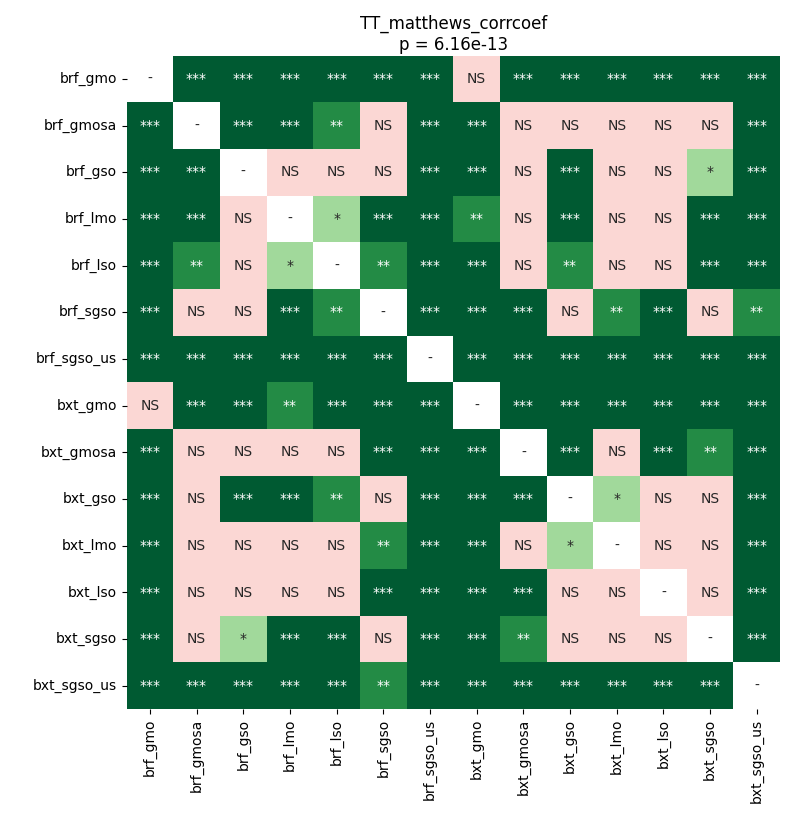 TT_matthews_corrcoef
p = 6.16e-13
brf_gmo - *** *** *** *** *** *** NS *** *** *** *** *** ***
brf_gmosa *** - *** *** ** NS *** *** NS NS NS NS NS ***
brf_gso *** *** - NS NS NS *** *** NS *** NS NS * ***
brf_lmo *** *** NS - * *** *** ** NS *** NS NS *** ***
brf_lso *** ** NS * - ** *** *** NS ** NS NS *** ***
brf_sgso *** NS NS *** ** - *** *** *** NS ** *** NS **
brf_sgso_us *** *** *** *** *** *** - *** *** *** *** *** *** ***
bxt_gmo NS *** *** ** *** *** *** - *** *** *** *** *** ***
bxt_gmosa *** NS NS NS NS *** *** *** - *** NS *** ** ***
bxt_gso *** NS *** *** ** NS *** *** *** - * NS NS ***
bxt_lmo *** NS NS NS NS ** *** *** NS * - NS NS ***
bxt_lso *** NS NS NS NS *** *** *** *** NS NS - NS ***
bxt_sgso *** NS * *** *** NS *** *** ** NS NS NS - ***
bxt_sgso_us *** *** *** *** *** ** *** *** *** *** *** *** *** -
brf_gmo brf_gmosa brf_gso brf_lmo brf_lso brf_sgso brf_sgso_us bxt_gmo bxt_gmosa bxt_gso bxt_lmo bxt_lso bxt_sgso bxt_sgso_us